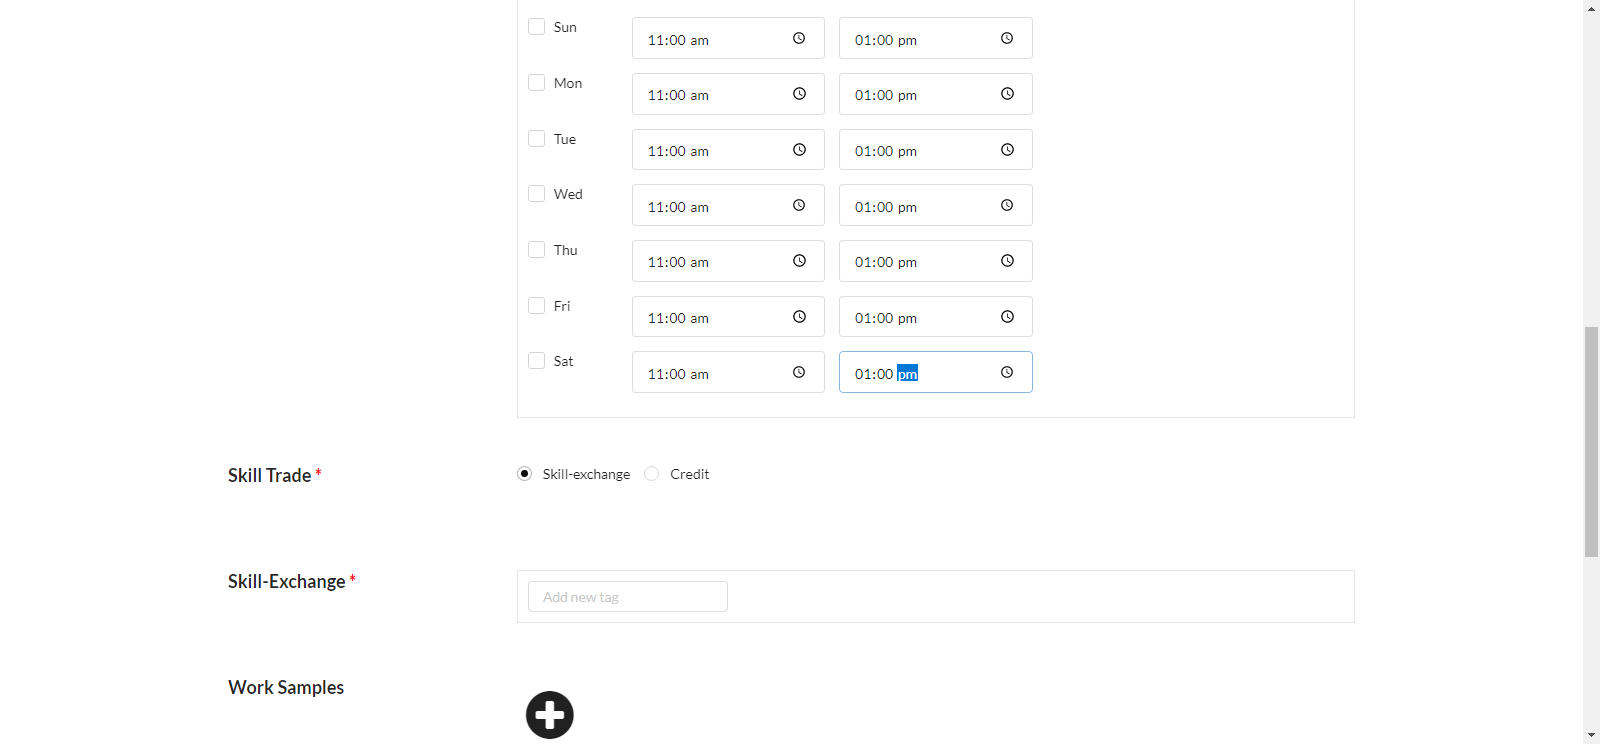 Sun 11:00 am 01:00 pm
Mon 11:00 am 01:00 pm
Tue 11:00 am 01:00 pm
Wed 11:00 am 01:00 pm
Thu 11:00 am 01:00 pm
Fri 11:00 am 01:00 pm
Sat 11:00 am 01:00 pm
Skill Trade * Skill-exchange Credit
Skill-Exchange *
Add new tag
Work Samples